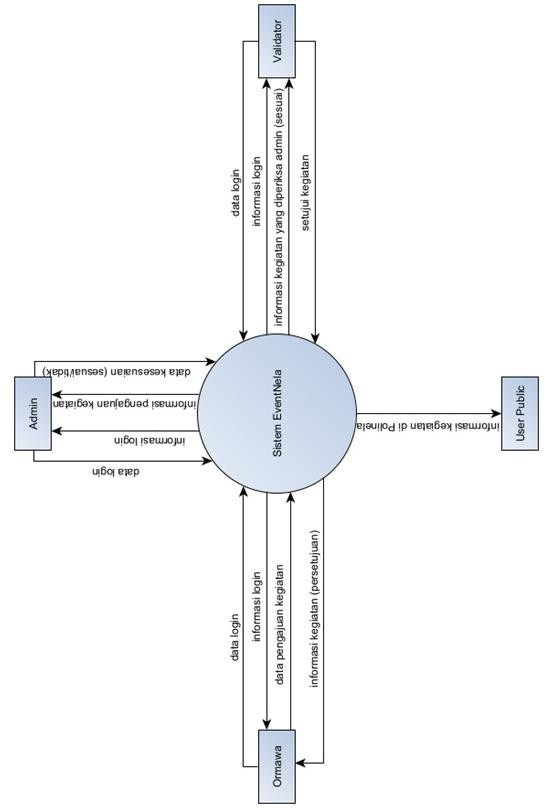 Validator
data login
informasi login
informasi kegiatan yang diperiksa admin (sesuai)
setujui kegiatan
Admin
data kesesuaian (sesuai/tidak)
informasi pengajuan kegiatan
informasi login
data login
Sistem EventNela
informasi kegiatan di Polinela
User Public
data login
informasi login
data pengajuan kegiatan
informasi kegiatan (persetujuan)
Ormawa